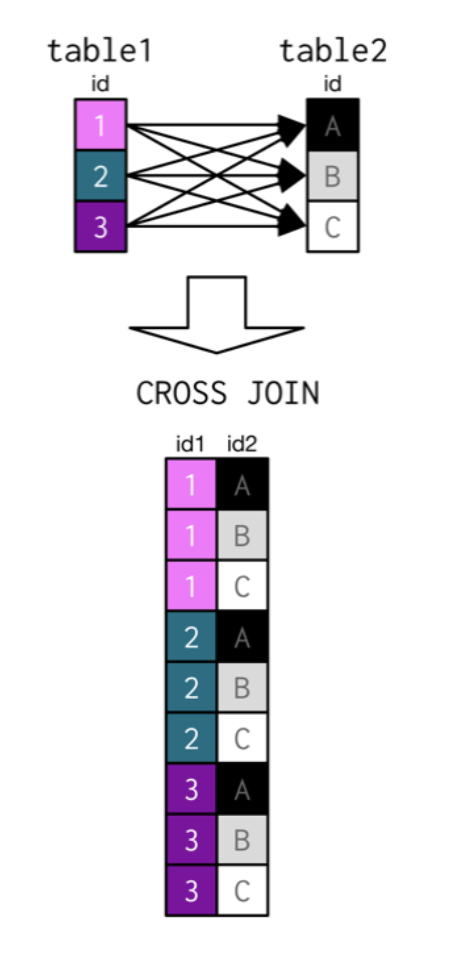 table1 table2
id id
1 A
2 B
3 C
CROSS JOIN
id1 id2
1 A
1 B
1 C
2 A
2 B
2 C
3 A
3 B
3 C